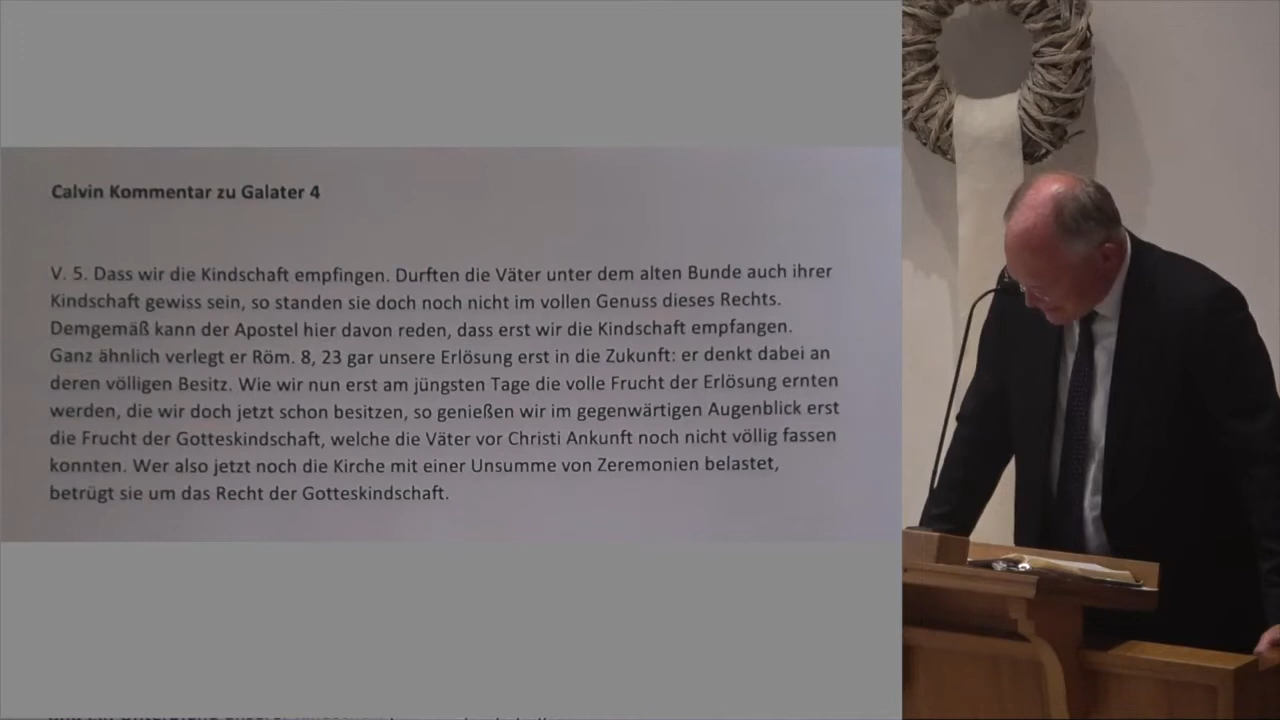 Calvin Kommentar zu Galater 4
V. 5. Dass wir die Kindschaft empfingen. Durften die Väter unter dem alten Bunde auch ihrer
Kindschaft gewiss sein, so standen sie doch noch nicht im vollen Genuss dieses Rechts.
Demgemäß kann der Apostel hier davon reden, dass erst wir die Kindschaft empfangen.
Ganz ähnlich verlegt er Röm. 8, 23 gar unsere Erlösung erst in die Zukunft: er denkt dabei an
deren völligen Besitz. Wie wir nun erst am jüngsten Tage die volle Frucht der Erlösung ernten
werden, die wir doch jetzt schon besitzen, so genießen wir im gegenwärtigen Augenblick erst
die Frucht der Gotteskindschaft, welche die Väter vor Christi Ankunft noch nicht völlig fassen
konnten. Wer also jetzt noch die Kirche mit einer Unsumme von Zeremonien belastet,
betrügt sie um das Recht der Gotteskindschaft.